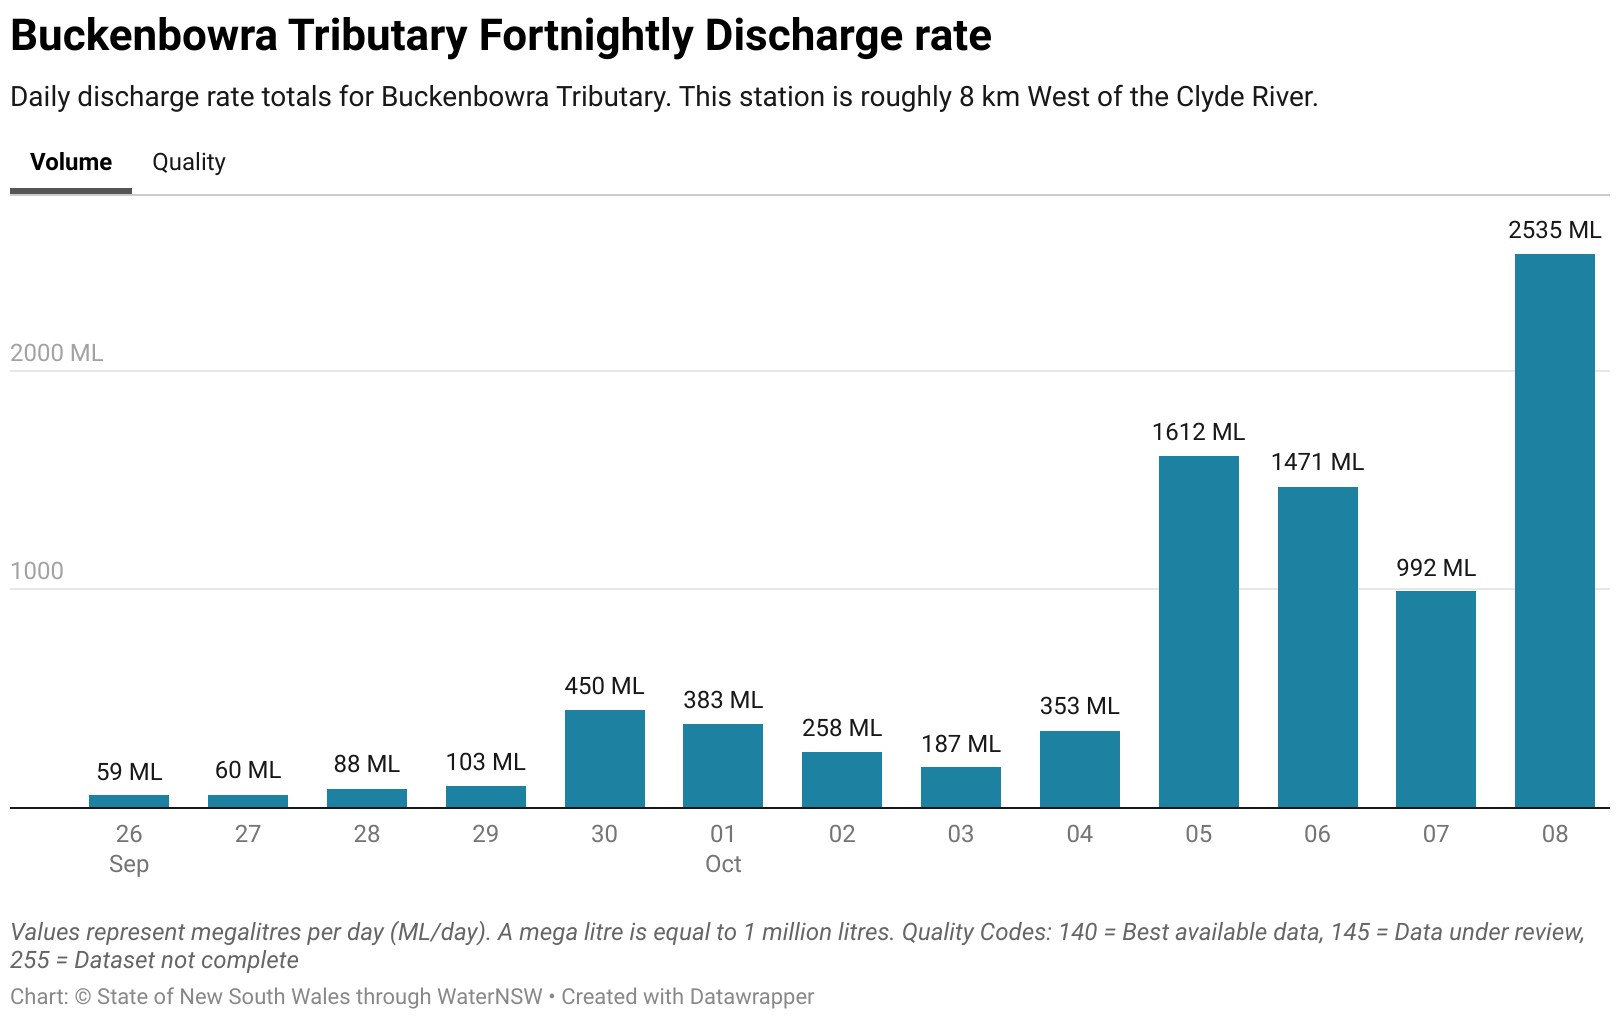 Buckenbowra Tributary Fortnightly Discharge rate
Daily discharge rate totals for Buckenbowra Tributary. This station is roughly 8 km West of the Clyde River.
Volume Quality
2535 ML
2000 ML
1612 ML
1471 ML
1000
992 ML
450 ML
383 ML
353 ML
258 ML
187 ML
103 ML
88 ML
60 ML
59 ML
26 27 28 29 30 01 02 03 04 05 06 07 08
Sep Oct
Values represent megalitres per day (ML/day). A mega litre is equal to 1 million litres. Quality Codes: 140 = Best available data, 145 = Data under review,
255 = Dataset not complete
Chart: © State of New South Wales through WaterNSW • Created with Datawrapper